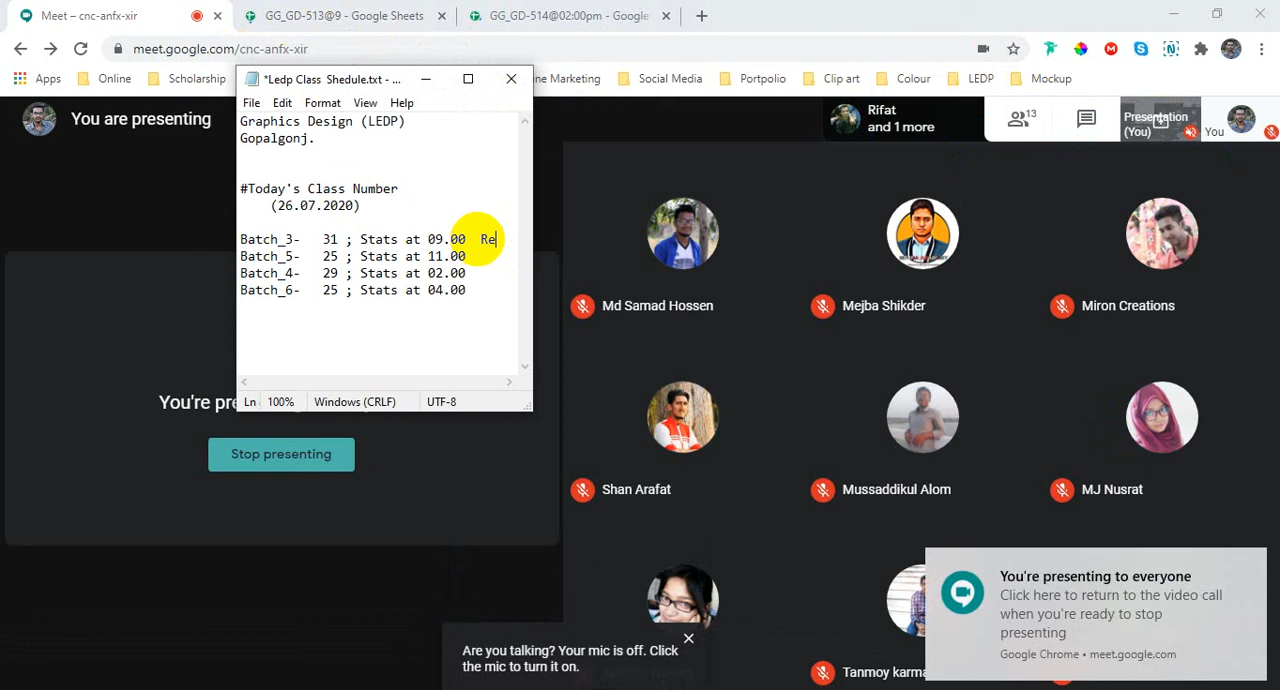 Meet – cnc-anfx-xir
GG_GD-513@9 - Google Sheets
GG_GD-514@02:00pm - Google
meet.google.com/cnc-anfx-xir
Apps
Online
Scholarship
ne Marketing
Social Media
Portpolio
Clip art
Colour
LEDP
Mockup
*Ledp Class Shedule.txt - ...
File Edit Format View Help
Graphics Design (LEDP)
Gopalgonj.
#Today's Class Number
(26.07.2020)
Batch_3- 31 ; Stats at 09.00 Re
Batch_5- 25 ; Stats at 11.00
Batch_4- 29 ; Stats at 02.00
Batch_6- 25 ; Stats at 04.00
Ln 100% Windows (CRLF) UTF-8
You are presenting
Rifat
and 1 more
13
Presentation
(You)
You
You're pre
Stop presenting
Md Samad Hossen
Mejba Shikder
Miron Creations
Shan Arafat
Mussaddikul Alom
MJ Nusrat
Tanmoy karma
Are you talking? Your mic is off. Click
the mic to turn it on.
You're presenting to everyone
Click here to return to the video call
when you're ready to stop
presenting
Google Chrome • meet.google.com